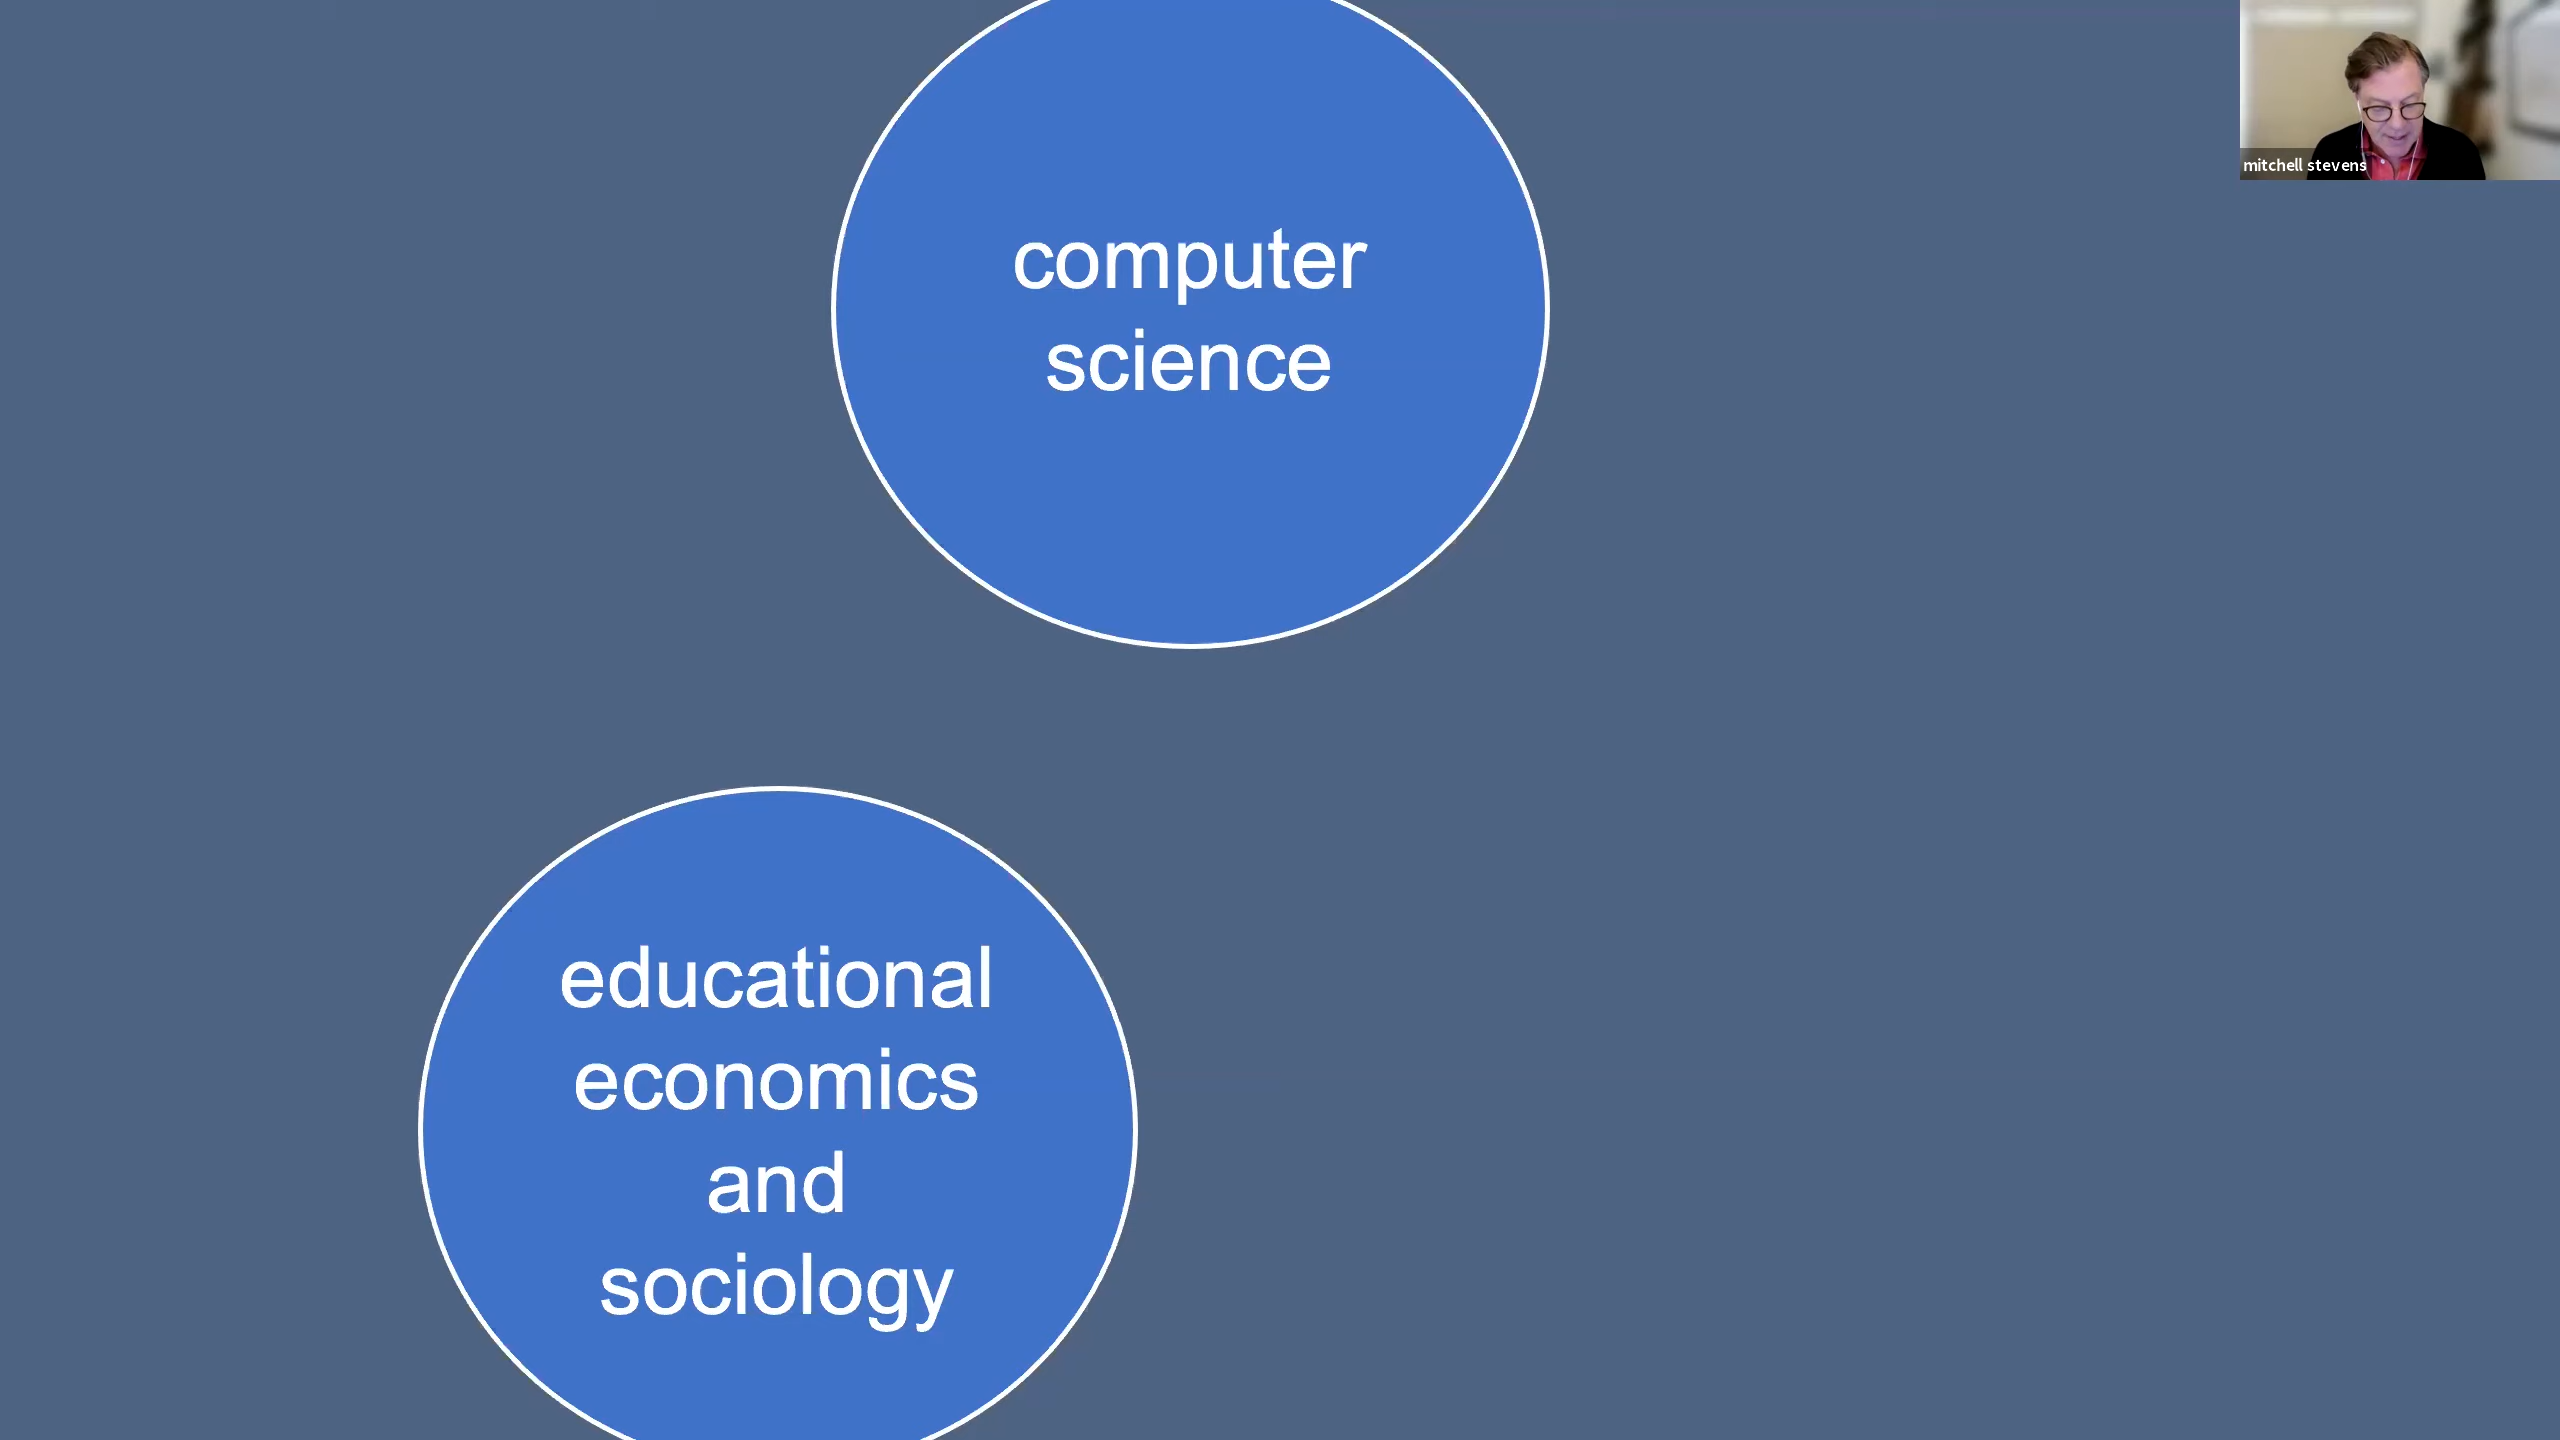 computer
science
mitchell stevens
educational
economics
and
sociology